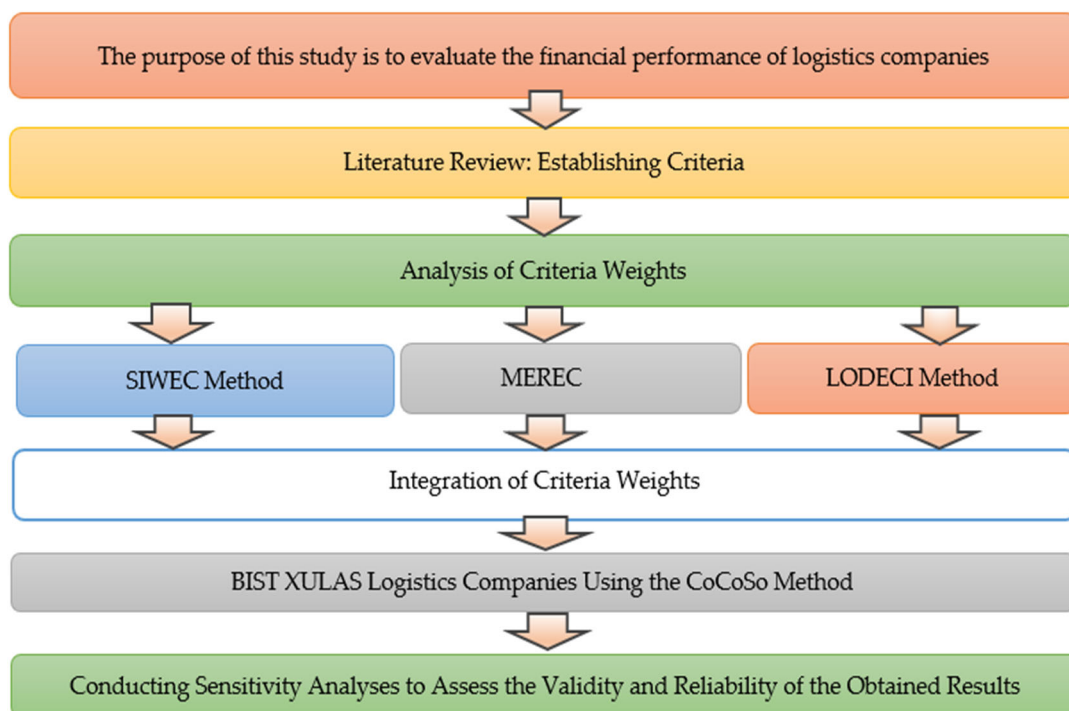 The purpose of this study is to evaluate the financial performance of logistics companies
Literature Review: Establishing Criteria
Analysis of Criteria Weights
SIWEC Method
MEREC
LODECI Method
Integration of Criteria Weights
BIST XULAS Logistics Companies Using the CoCoSo Method
Conducting Sensitivity Analyses to Assess the Validity and Reliability of the Obtained Results